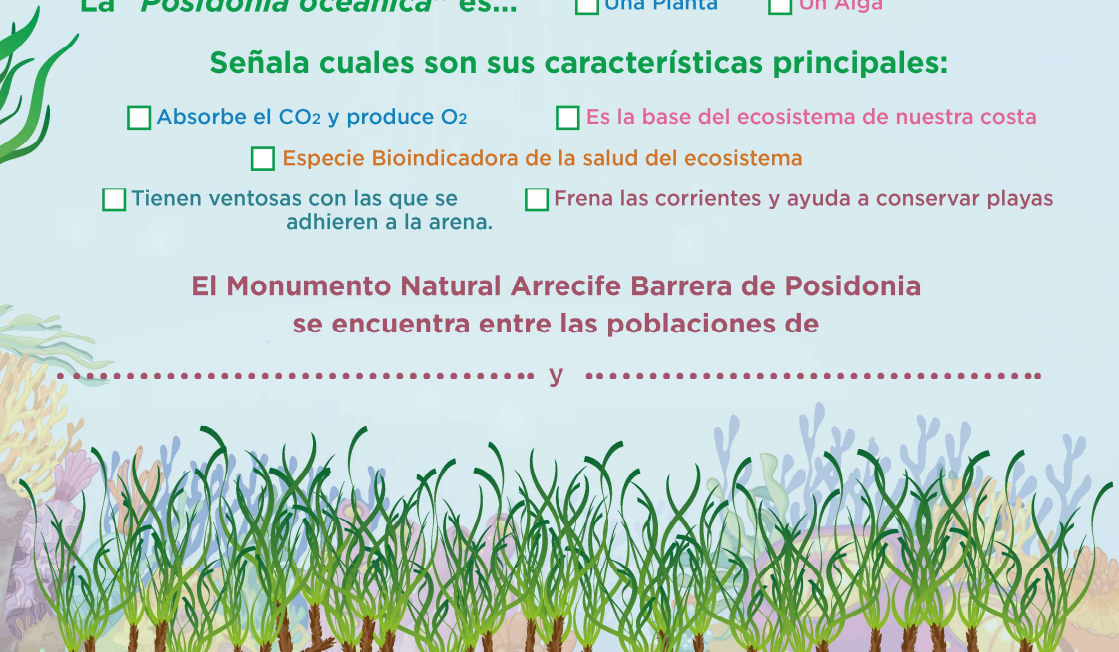 La "Posidonia oceánica" es... Una Planta Un Alga
Señala cuales son sus características principales:
Absorbe el CO2 y produce O2 Es la base del ecosistema de nuestra costa
Especie Bioindicadora de la salud del ecosistema
Tienen ventosas con las que se Frena las corrientes y ayuda a conservar playas
adhieren a la arena.
El Monumento Natural Arrecife Barrera de Posidonia
se encuentra entre las poblaciones de
y